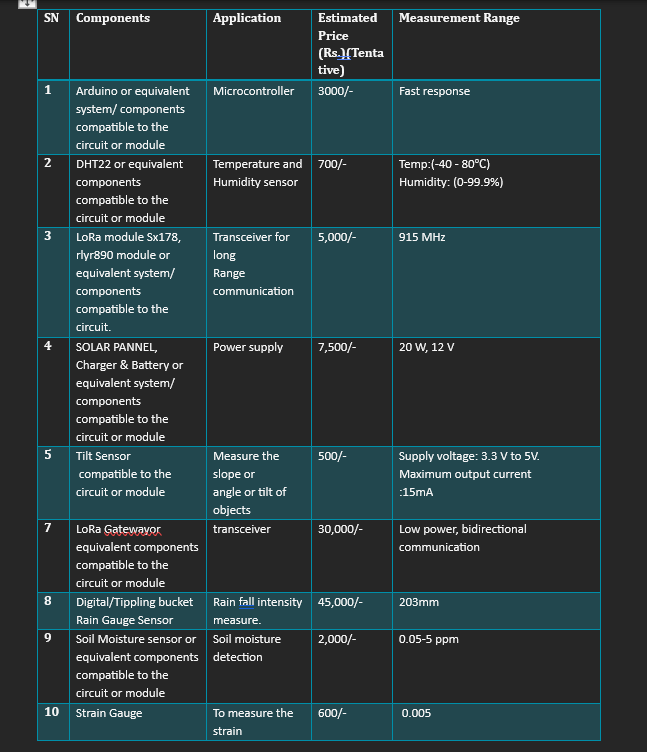 SN Components Application Estimated Measurement Range
Price
(Rs.)(Tenta
tive)
1 Arduino or equivalent Microcontroller 3000/- Fast response
system/ components
compatible to the
circuit or module
2 DHT22 or equivalent Temperature and 700/- Temp:(-40 - 80°C)
components Humidity sensor Humidity: (0-99.9%)
compatible to the
circuit or module
3 LoRa module Sx178, Transceiver for 5,000/- 915 MHz
rlyr890 module or long
equivalent system/ Range
components communication
compatible to the
circuit.
4 SOLAR PANNEL, Power supply 7,500/- 20 W, 12 V
Charger & Battery or
equivalent system/
components
compatible to the
circuit or module
5 Tilt Sensor Measure the 500/- Supply voltage: 3.3 V to 5V.
compatible to the slope or Maximum output current
circuit or module angle or tilt of :15mA
objects
7 LoRa Gatewayor transceiver 30,000/- Low power, bidirectional
equivalent components communication
compatible to the
circuit or module
8 Digital/Tippling bucket Rain fall intensity 45,000/- 203mm
Rain Gauge Sensor measure.
9 Soil Moisture sensor or Soil moisture 2,000/- 0.05-5 ppm
equivalent components detection
compatible to the
circuit or module
10 Strain Gauge To measure the 600/- 0.005
strain